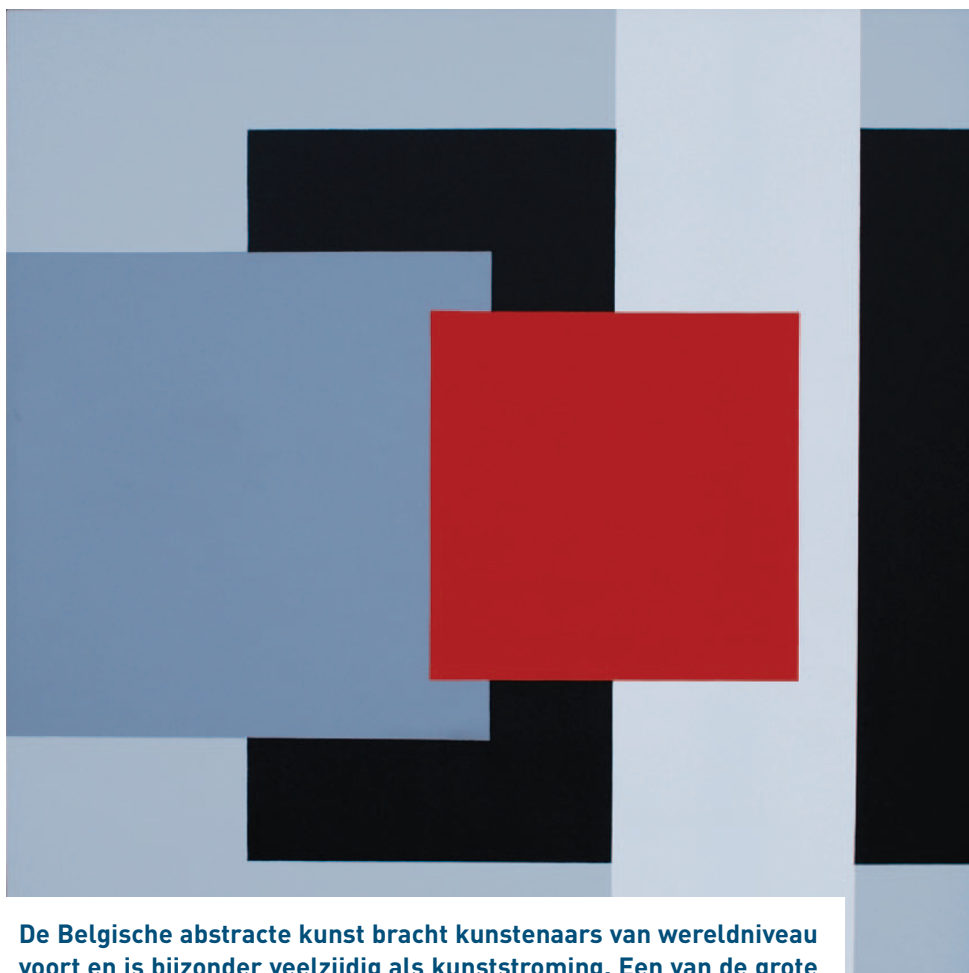 De Belgische abstracte kunst bracht kunstenaars van wereldniveau
voort en is bijzonder veelzijdig als kunststroming. Een van de grote